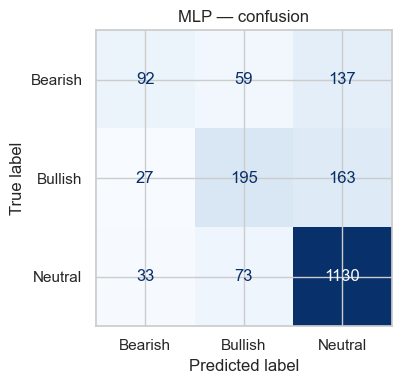 MLP — confusion
True label
Bearish 92 59 137
Bullish 27 195 163
Neutral 33 73 1130
Bearish Bullish Neutral
Predicted label